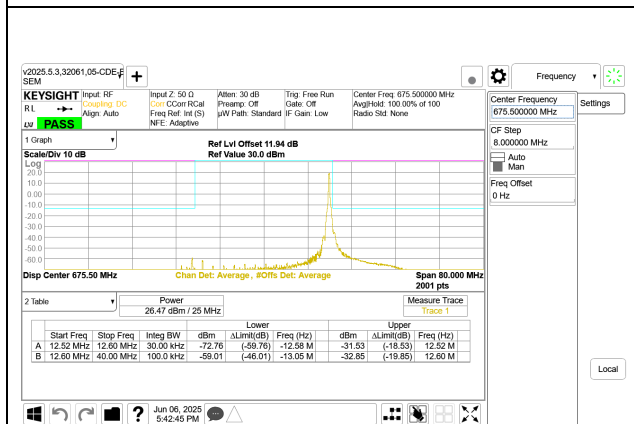 v2025.5.3,32061,05-CDE-F
SEM
+
Frequency
KEYSIGHT
RL
LXI
PASS
Input: RF
Coupling: DC
Align: Auto
Input Z: 50 Ω
Corr CCorr RCal
Freq Ref: Int (S)
NFE: Adaptive
Atten: 30 dB
Preamp: Off
µW Path: Standard
Trig: Free Run
Gate: Off
IF Gain: Low
Center Freq: 675.500000 MHz
Avg|Hold: 100.00% of 100
Radio Std: None
Center Frequency
675.500000 MHz
Settings
CF Step
8.000000 MHz
Auto
Man
Freq Offset
0 Hz
1 Graph
Scale/Div 10 dB
Ref Lvl Offset 11.94 dB
Ref Value 30.0 dBm
Log
20.0
10.0
0.00
-10.0
-20.0
-30.0
-40.0
-50.0
-60.0
Disp Center 675.50 MHz
Chan Det: Average , #Offs Det: Average
Span 80.000 MHz
2001 pts
2 Table
Power
26.47 dBm / 25 MHz
Measure Trace
Trace 1
Lower Upper
Start Freq Stop Freq Integ BW dBm ΔLimit(dB) Freq (Hz) dBm ΔLimit(dB) Freq (Hz)
A 12.52 MHz 12.60 MHz 30.00 kHz -72.76 (-59.76) -12.58 M -31.53 (-18.53) 12.52 M
B 12.60 MHz 40.00 MHz 100.0 kHz -59.01 (-46.01) -13.05 M -32.85 (-19.85) 12.60 M
Local
?
Jun 06, 2025
5:42:45 PM